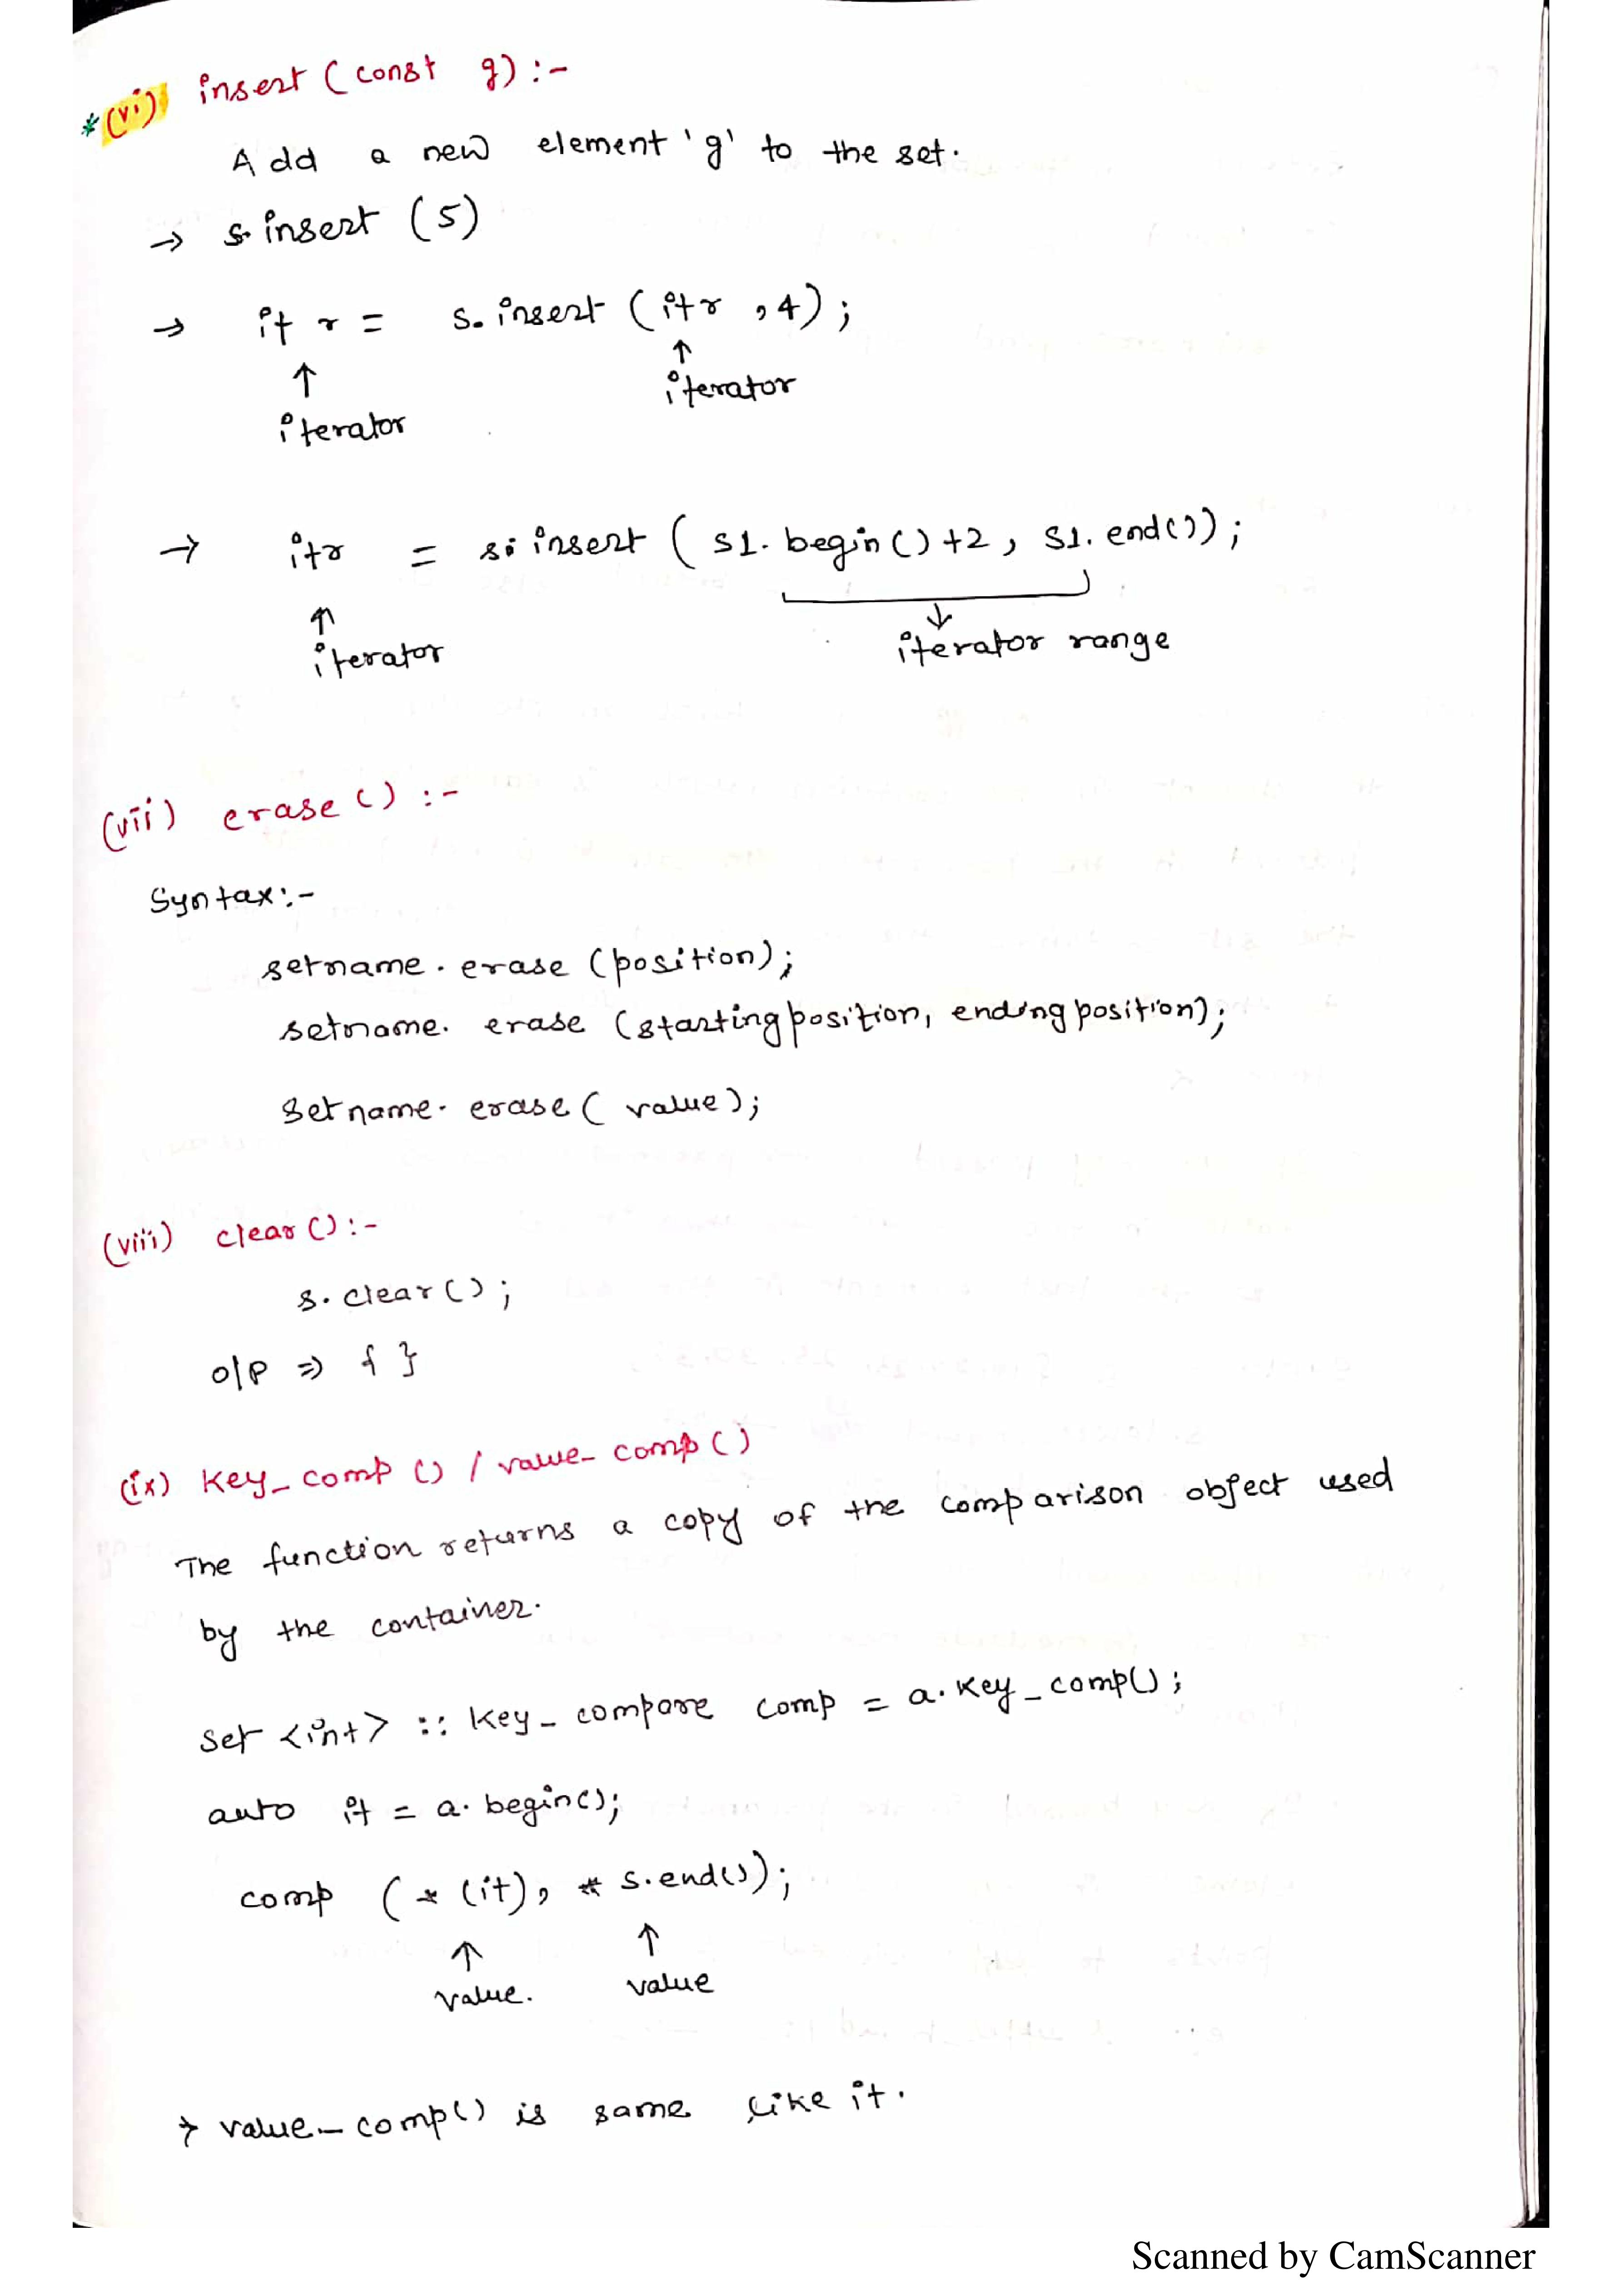 *(vi) insert (const g) :-
Add a new element 'g' to the set.
→ s.insert (5)
→ itr = s.insert (itr, 4);
↑ ↑
iterator iterator
→ itr = s.insert ( s1.begin()+2, s1.end());
↑ ↓
iterator iterator range
(vii) erase() :-
Syntax:-
setname.erase (position);
setname.erase (startingposition, endingposition);
setname.erase( value);
(viii) clear() :-
s.clear();
o/p => { }
(ix) key_comp () / value_comp ()
The function returns a copy of the comparison object used
by the container.
set <int> :: key_compare comp = a.key_comp();
auto it = a.begin();
comp (*(it), * s.end());
↑ ↑
value. value
→ value_comp() is same like it.
Scanned by CamScanner